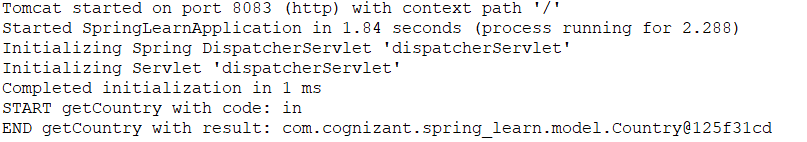 Tomcat started on port 8083 (http) with context path '/'
Started SpringLearnApplication in 1.84 seconds (process running for 2.288)
Initializing Spring DispatcherServlet 'dispatcherServlet'
Initializing Servlet 'dispatcherServlet'
Completed initialization in 1 ms
START getCountry with code: in
END getCountry with result: com.cognizant.spring_learn.model.Country@125f31cd